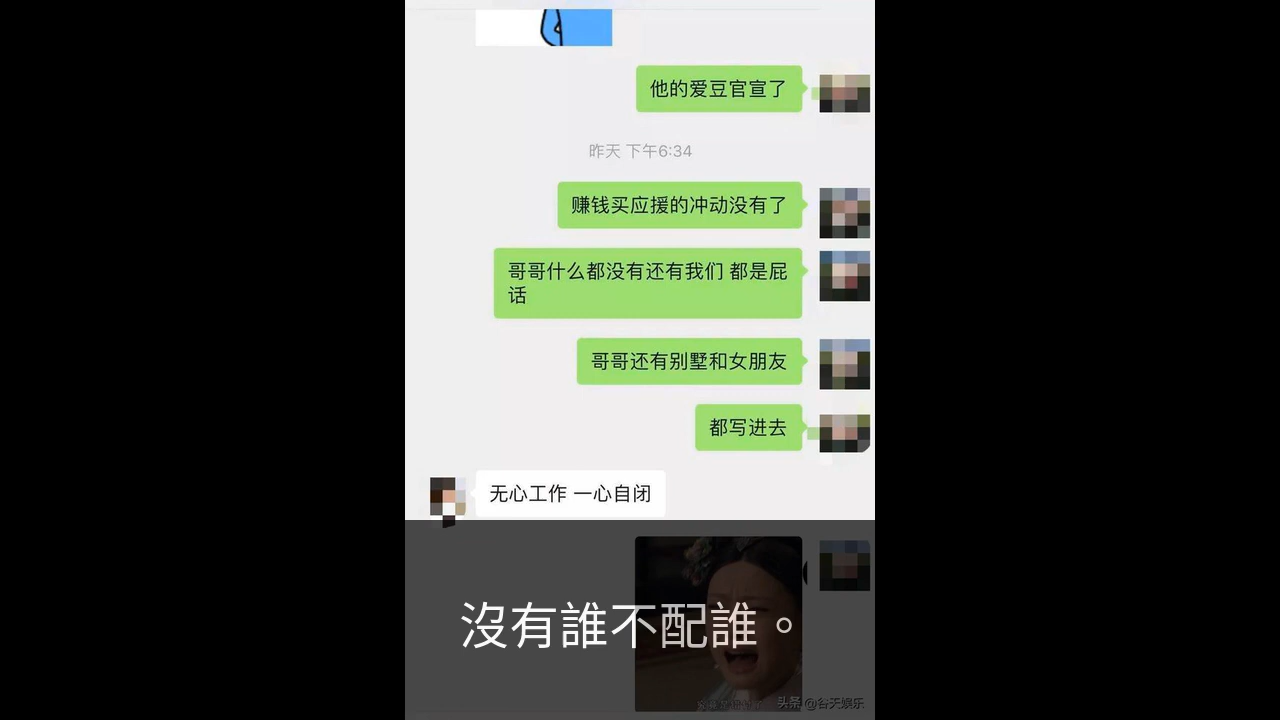 他的爱豆官宣了
昨天 下午6:34
赚钱买应援的冲动没有了
哥哥什么都没有还有我们 都是屁
话
哥哥还有别墅和女朋友
都写进去
无心工作 一心自闭
沒有誰不配誰。
头条 @谷天娱乐